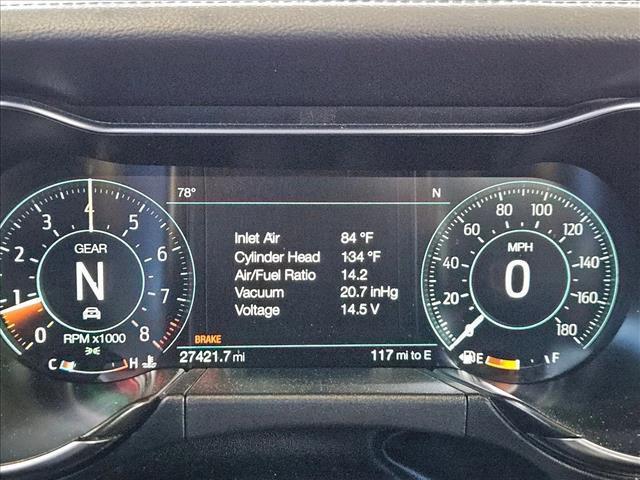 78° N
0 1 2 3 4 5 6 7 8
GEAR
N
RPM x1000
C H
Inlet Air 84 °F
Cylinder Head 134 °F
Air/Fuel Ratio 14.2
Vacuum 20.7 inHg
Voltage 14.5 V
BRAKE
27421.7 mi 117 mi to E
0 20 40 60 80 100 120 140 160 180
MPH
0
E F